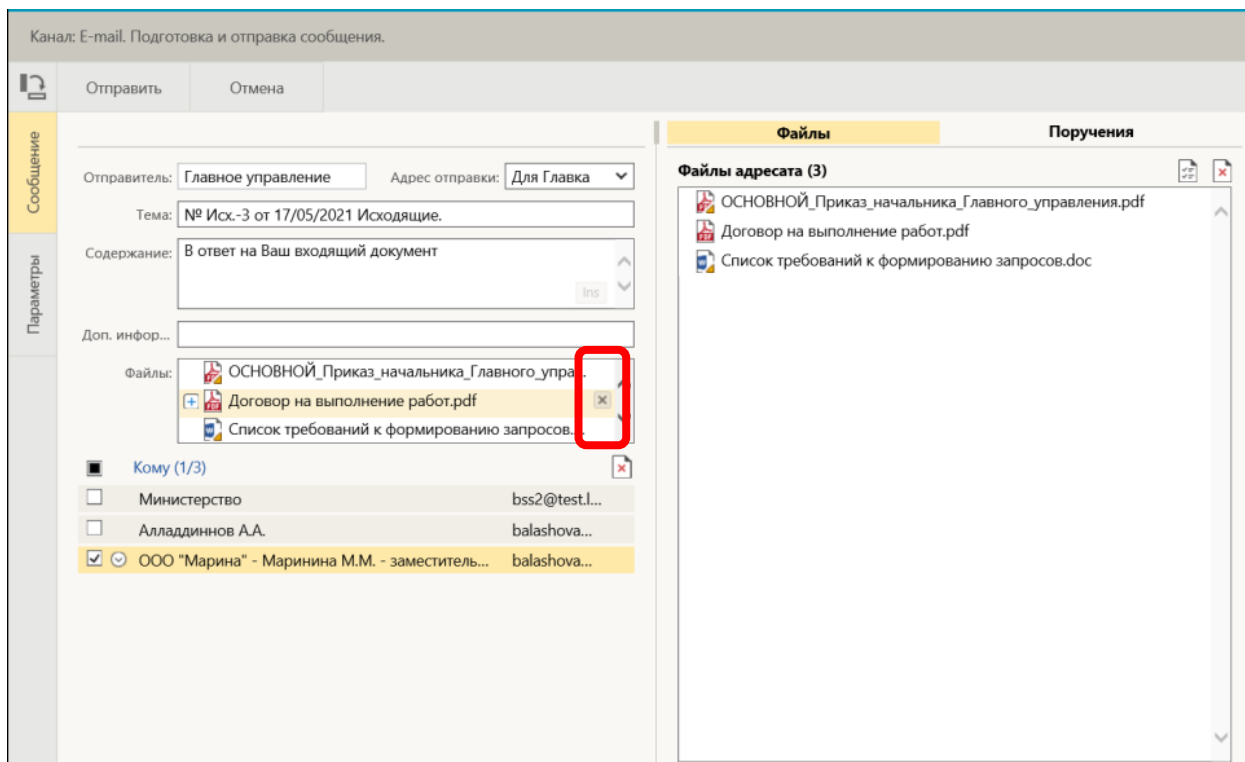 Канал: E-mail. Подготовка и отправка сообщения.
Отправить Отмена
Сообщение
Параметры
Отправитель: Главное управление Адрес отправки: Для Главка
Тема: № Исх.-3 от 17/05/2021 Исходящие.
Содержание: В ответ на Ваш входящий документ
Ins
Доп. инфор...
Файлы: ОСНОВНОЙ_Приказ_начальника_Главного_упра...
Договор на выполнение работ.pdf
Список требований к формированию запросов....
Кому (1/3)
Министерство bss2@test.l...
Алладдиннов А.А. balashova...
ООО "Марина" - Маринина М.М. - заместитель... balashova...
Файлы Поручения
Файлы адресата (3)
ОСНОВНОЙ_Приказ_начальника_Главного_управления.pdf
Договор на выполнение работ.pdf
Список требований к формированию запросов.doc